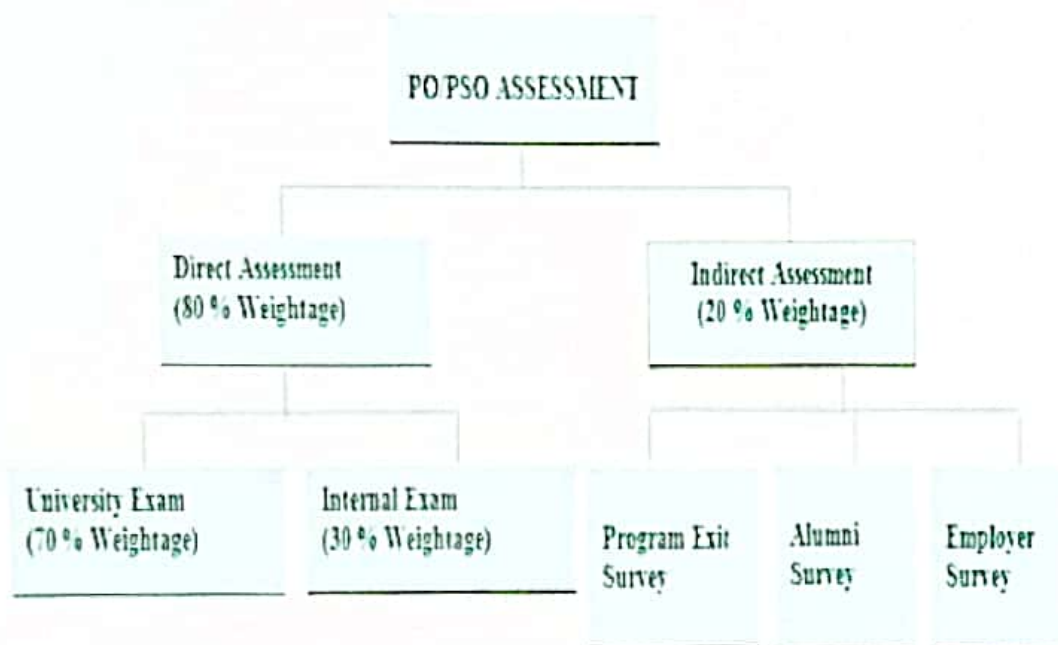 PO/PSO ASSESSMENT
Direct Assessment
(80 % Weightage)
Indirect Assessment
(20 % Weightage)
University Exam
(70 % Weightage)
Internal Exam
(30 % Weightage)
Program Exit
Survey
Alumni
Survey
Employer
Survey